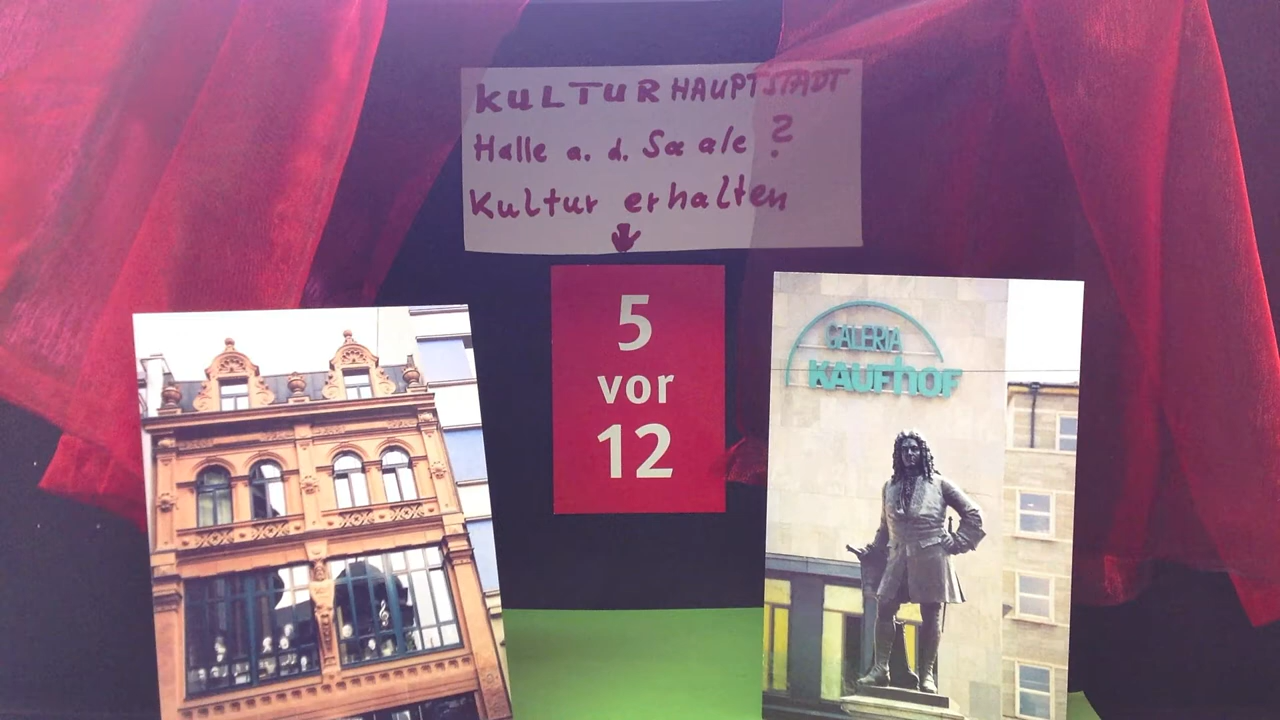 KULTURHAUPTSTADT
Halle a. d. Saale ?
Kultur erhalten
5
vor
12
GALERIA
KAUFHOF